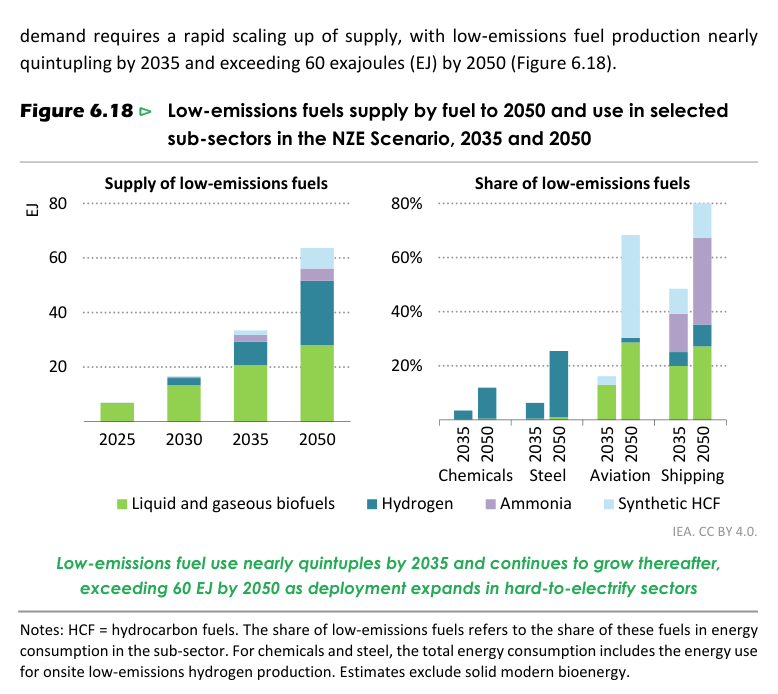 demand requires a rapid scaling up of supply, with low-emissions fuel production nearly
quintupling by 2035 and exceeding 60 exajoules (EJ) by 2050 (Figure 6.18).
Figure 6.18 ▷ Low-emissions fuels supply by fuel to 2050 and use in selected
sub-sectors in the NZE Scenario, 2035 and 2050
Supply of low-emissions fuels
EJ
80
60
40
20
2025 2030 2035 2050
Share of low-emissions fuels
80%
60%
40%
20%
2035 2050 2035 2050 2035 2050 2035 2050
Chemicals Steel Aviation Shipping
Liquid and gaseous biofuels Hydrogen Ammonia Synthetic HCF
IEA. CC BY 4.0.
Low-emissions fuel use nearly quintuples by 2035 and continues to grow thereafter,
exceeding 60 EJ by 2050 as deployment expands in hard-to-electrify sectors
Notes: HCF = hydrocarbon fuels. The share of low-emissions fuels refers to the share of these fuels in energy
consumption in the sub-sector. For chemicals and steel, the total energy consumption includes the energy use
for onsite low-emissions hydrogen production. Estimates exclude solid modern bioenergy.